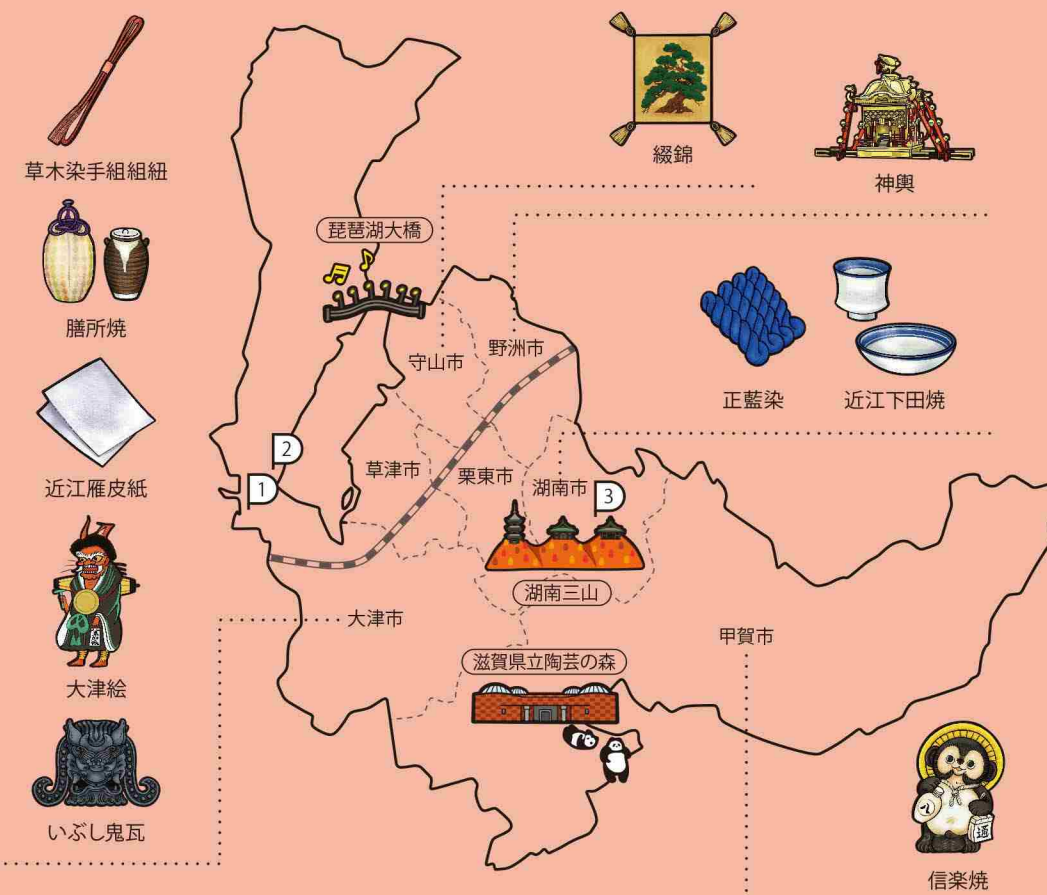 草木染手組組紐
膳所焼
近江雁皮紙
大津絵
いぶし鬼瓦
綴錦
神輿
正藍染
近江下田焼
琵琶湖大橋
守山市
野洲市
草津市
栗東市
湖南市
2
1
3
湖南三山
大津市
甲賀市
滋賀県立陶芸の森
八
通
信楽焼